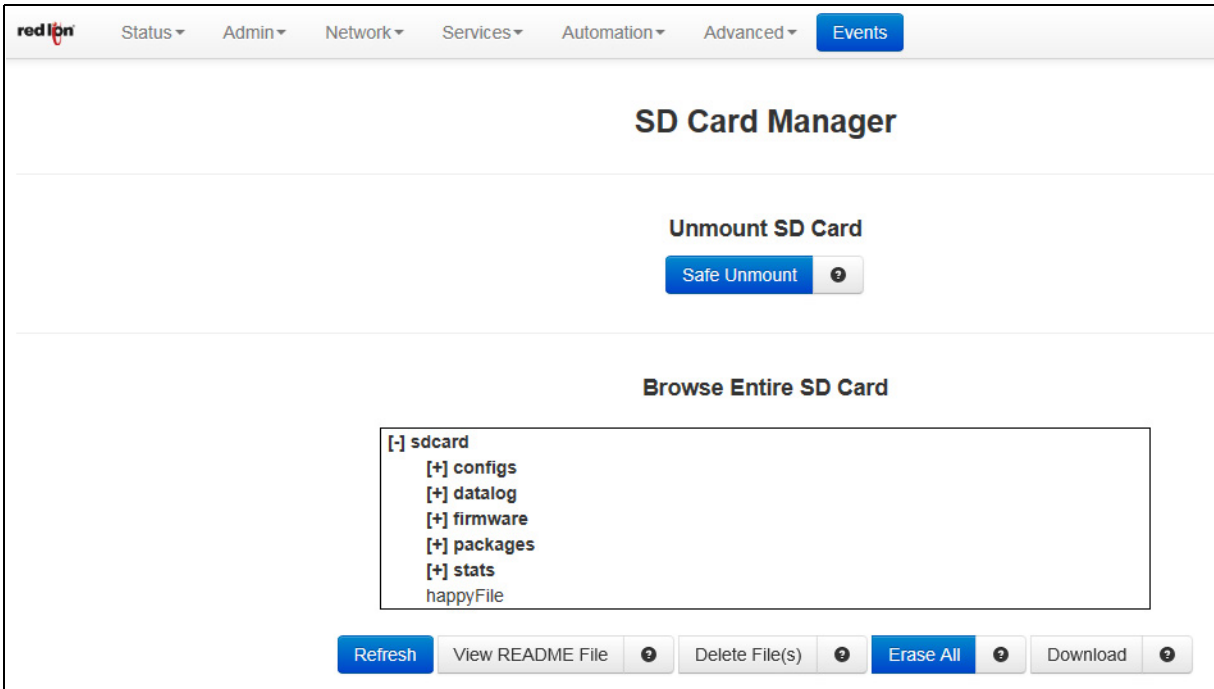 red lion Status Admin Network Services Automation Advanced Events
SD Card Manager
Unmount SD Card
Safe Unmount ?
Browse Entire SD Card
[-] sdcard
[+] configs
[+] datalog
[+] firmware
[+] packages
[+] stats
happyFile
Refresh View README File ? Delete File(s) ? Erase All ? Download ?